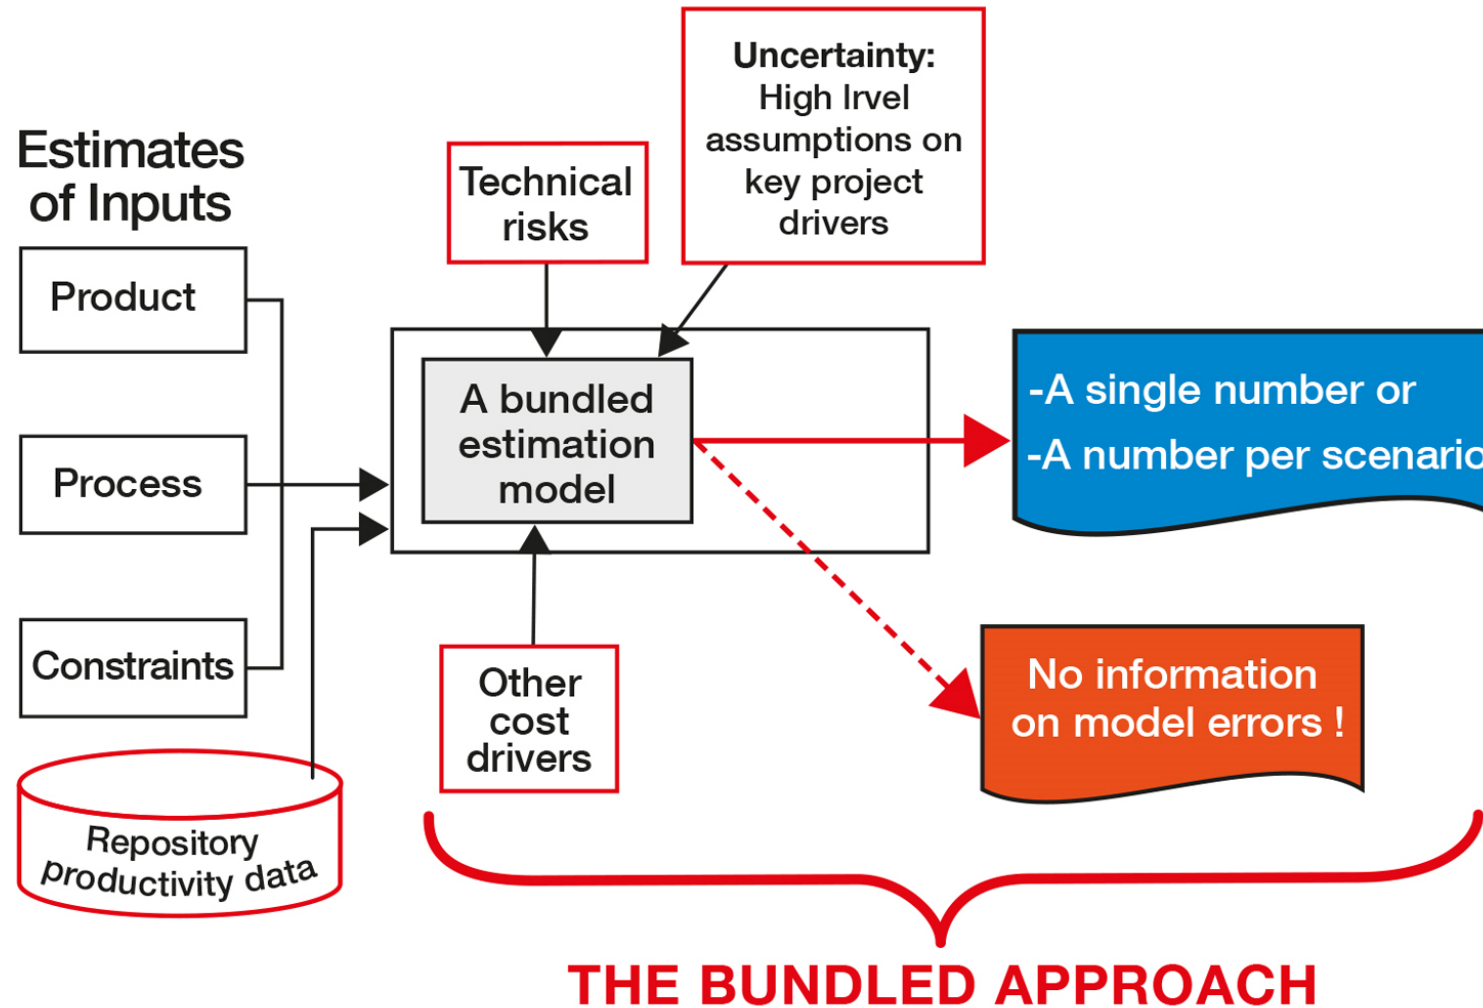 Estimates
of Inputs
Product
Process
Constraints
Repository
productivity data
Technical
risks
Uncertainty:
High lrvel
assumptions on
key project
drivers
A bundled
estimation
model
Other
cost
drivers
-A single number or
-A number per scenario
No information
on model errors !
THE BUNDLED APPROACH